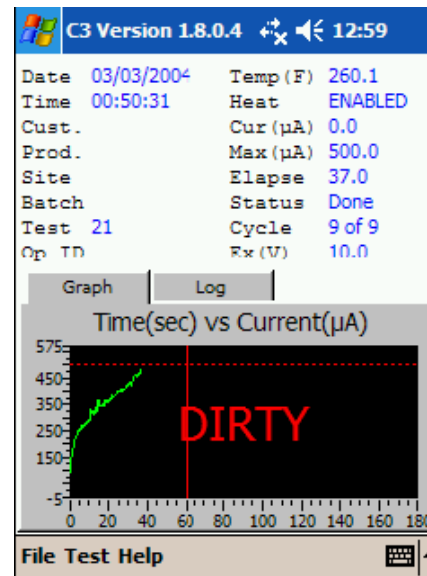 C3 Version 1.8.0.4 12:59
Date 03/03/2004 Temp(F) 260.1
Time 00:50:31 Heat ENABLED
Cust. Cur(µA) 0.0
Prod. Max(µA) 500.0
Site Elapse 37.0
Batch Status Done
Test 21 Cycle 9 of 9
Op ID Ex(V) 10.0
Graph Log
Time(sec) vs Current(µA)
575
450
350
250
150
-5
DIRTY
0 20 40 60 80 100 120 140 160 180
File Test Help